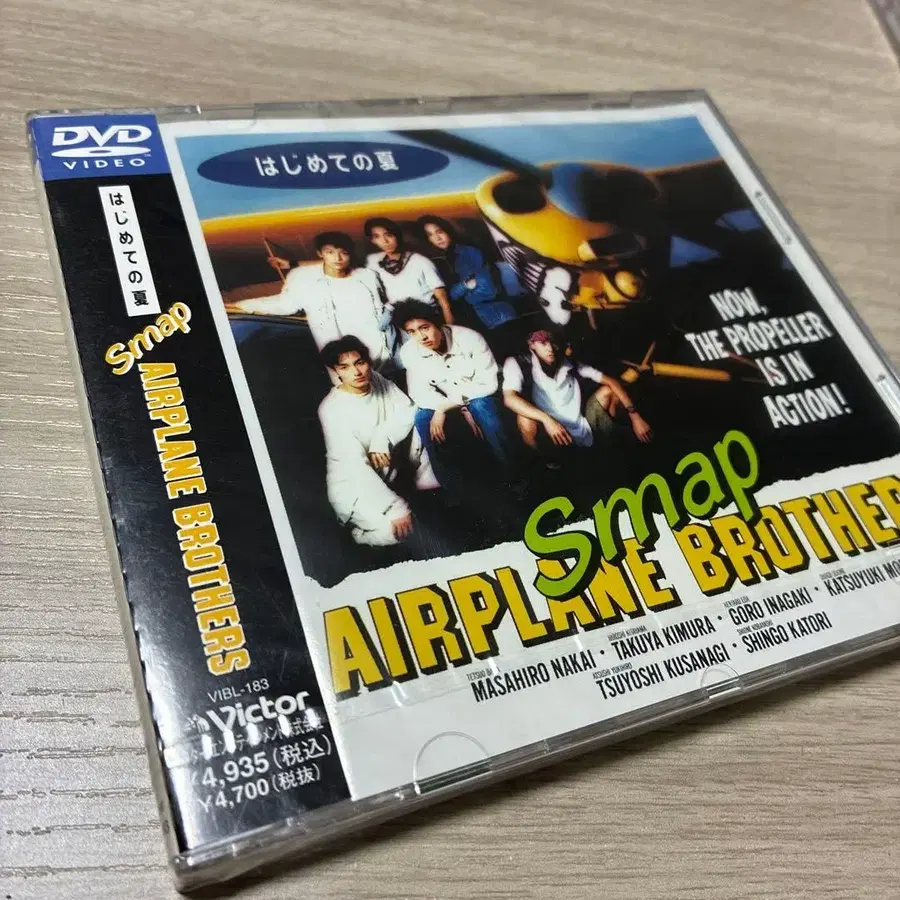 DVD
VIDEO™
はじめての夏
Smap AIRPLANE BROTHERS
VIBL-183
Victor
¥4,935(税込)
¥4,700(税抜)
はじめての夏
NOW,
THE PROPELLER
IS IN
ACTION!
Smap
AIRPLANE BROTHER
MASAHIRO NAKAI · TAKUYA KIMURA · GORO INAGAKI · KATSUYUKI MO
TSUYOSHI KUSANAGI · SHINGO KATORI